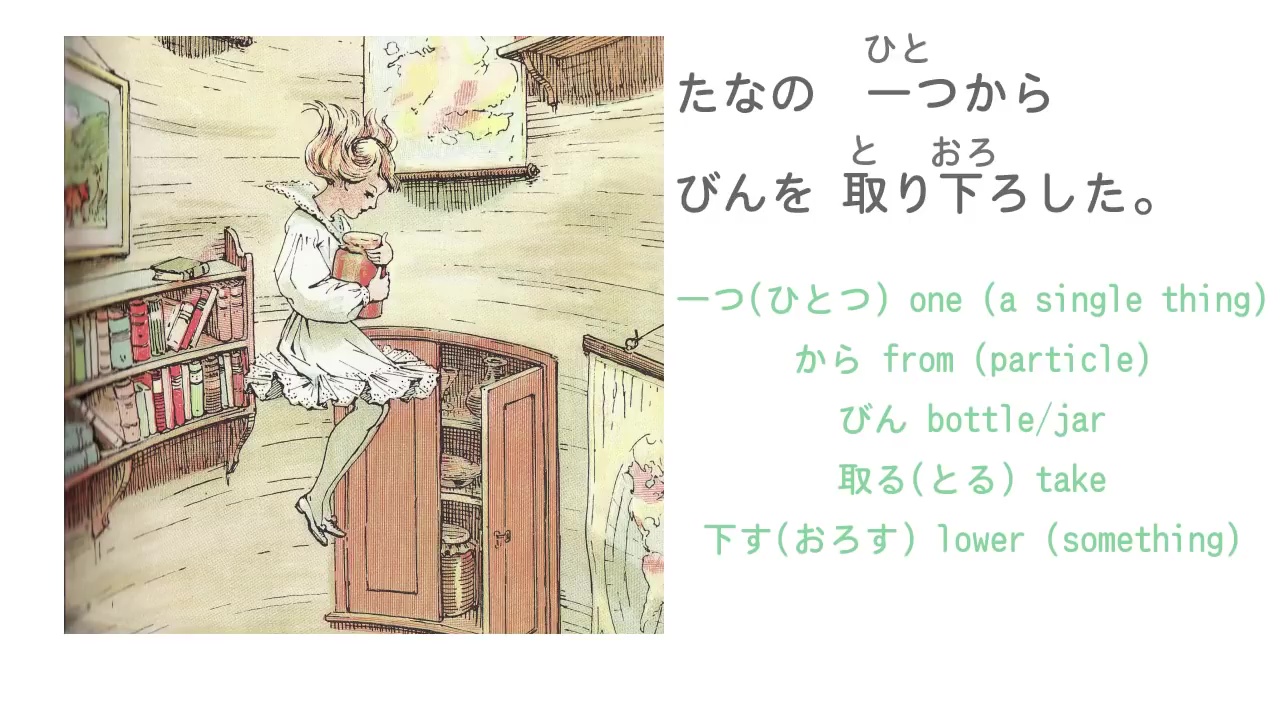 ひと
たなの 一つから
と おろ
びんを 取り下ろした。
一つ(ひとつ) one (a single thing)
から from (particle)
びん bottle/jar
取る(とる) take
下す(おろす) lower (something)